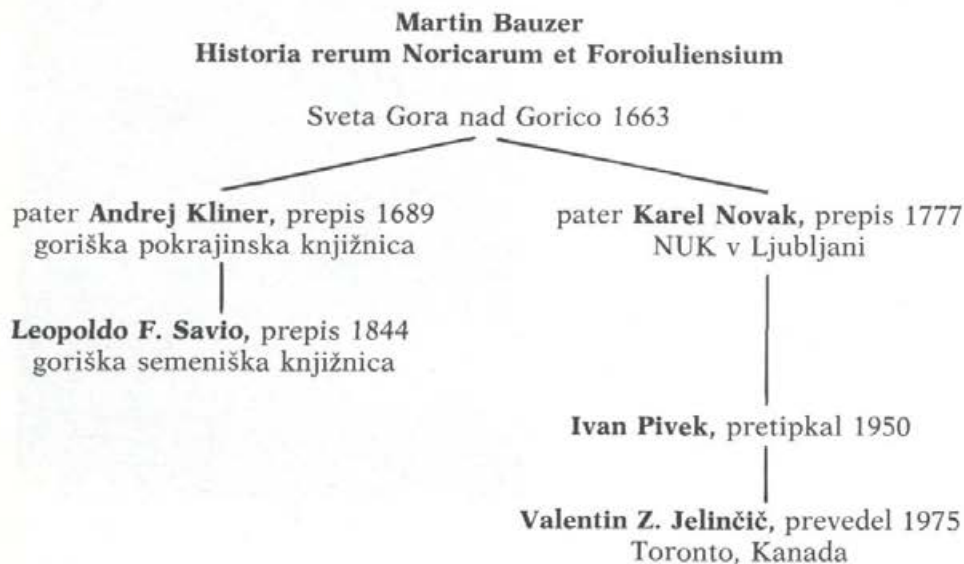 Martin Bauzer
Historia rerum Noricarum et Foroiuliensium
Sveta Gora nad Gorico 1663
pater Andrej Kliner, prepis 1689
goriška pokrajinska knjižnica
Leopoldo F. Savio, prepis 1844
goriška semeniška knjižnica
pater Karel Novak, prepis 1777
NUK v Ljubljani
Ivan Pivek, pretipkal 1950
Valentin Z. Jelinčič, prevedel 1975
Toronto, Kanada